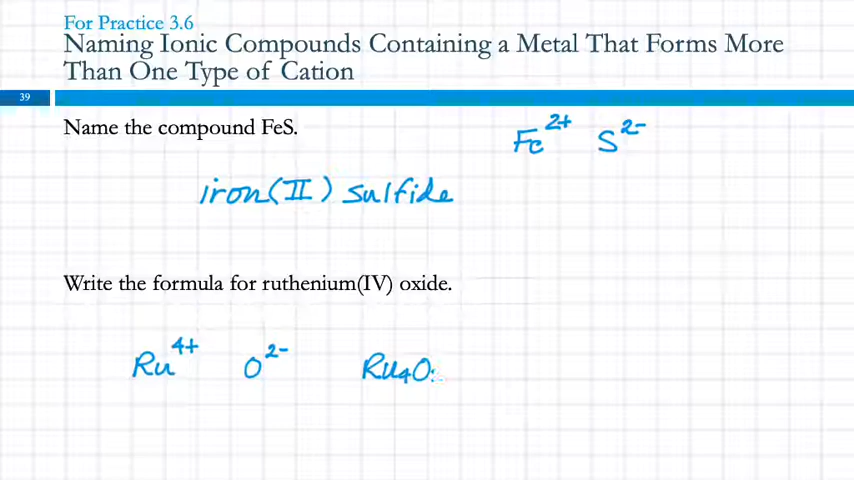 For Practice 3.6
Naming Ionic Compounds Containing a Metal That Forms More
Than One Type of Cation
39
Name the compound FeS.
Fe²⁺ S²⁻
iron(II) sulfide
Write the formula for ruthenium(IV) oxide.
Ru⁴⁺ O²⁻ Ru₄O